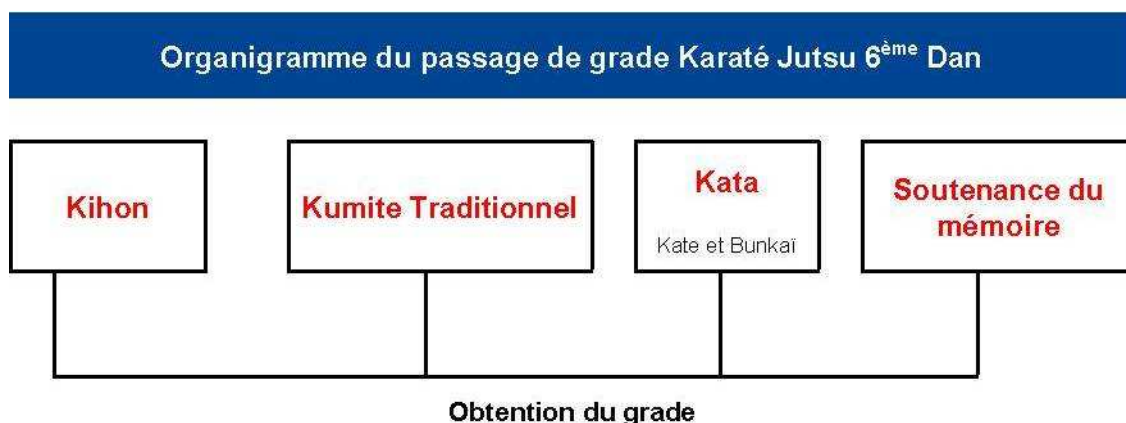 Organigramme du passage de grade Karaté Jutsu 6ème Dan
Kihon
Kumite Traditionnel
Kata
Kate et Bunkaï
Soutenance du
mémoire
Obtention du grade